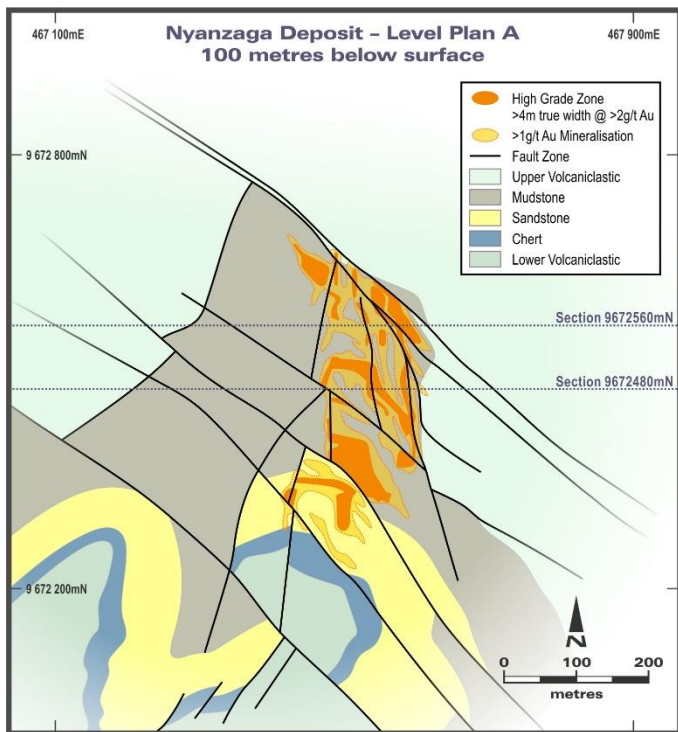 467 100mE
Nyanzaga Deposit – Level Plan A
100 metres below surface
467 900mE
High Grade Zone
>4m true width @ >2g/t Au
>1g/t Au Mineralisation
Fault Zone
Upper Volcaniclastic
Mudstone
Sandstone
Chert
Lower Volcaniclastic
9 672 800mN
Section 9672560mN
Section 9672480mN
9 672 200mN
N
0 100 200
metres